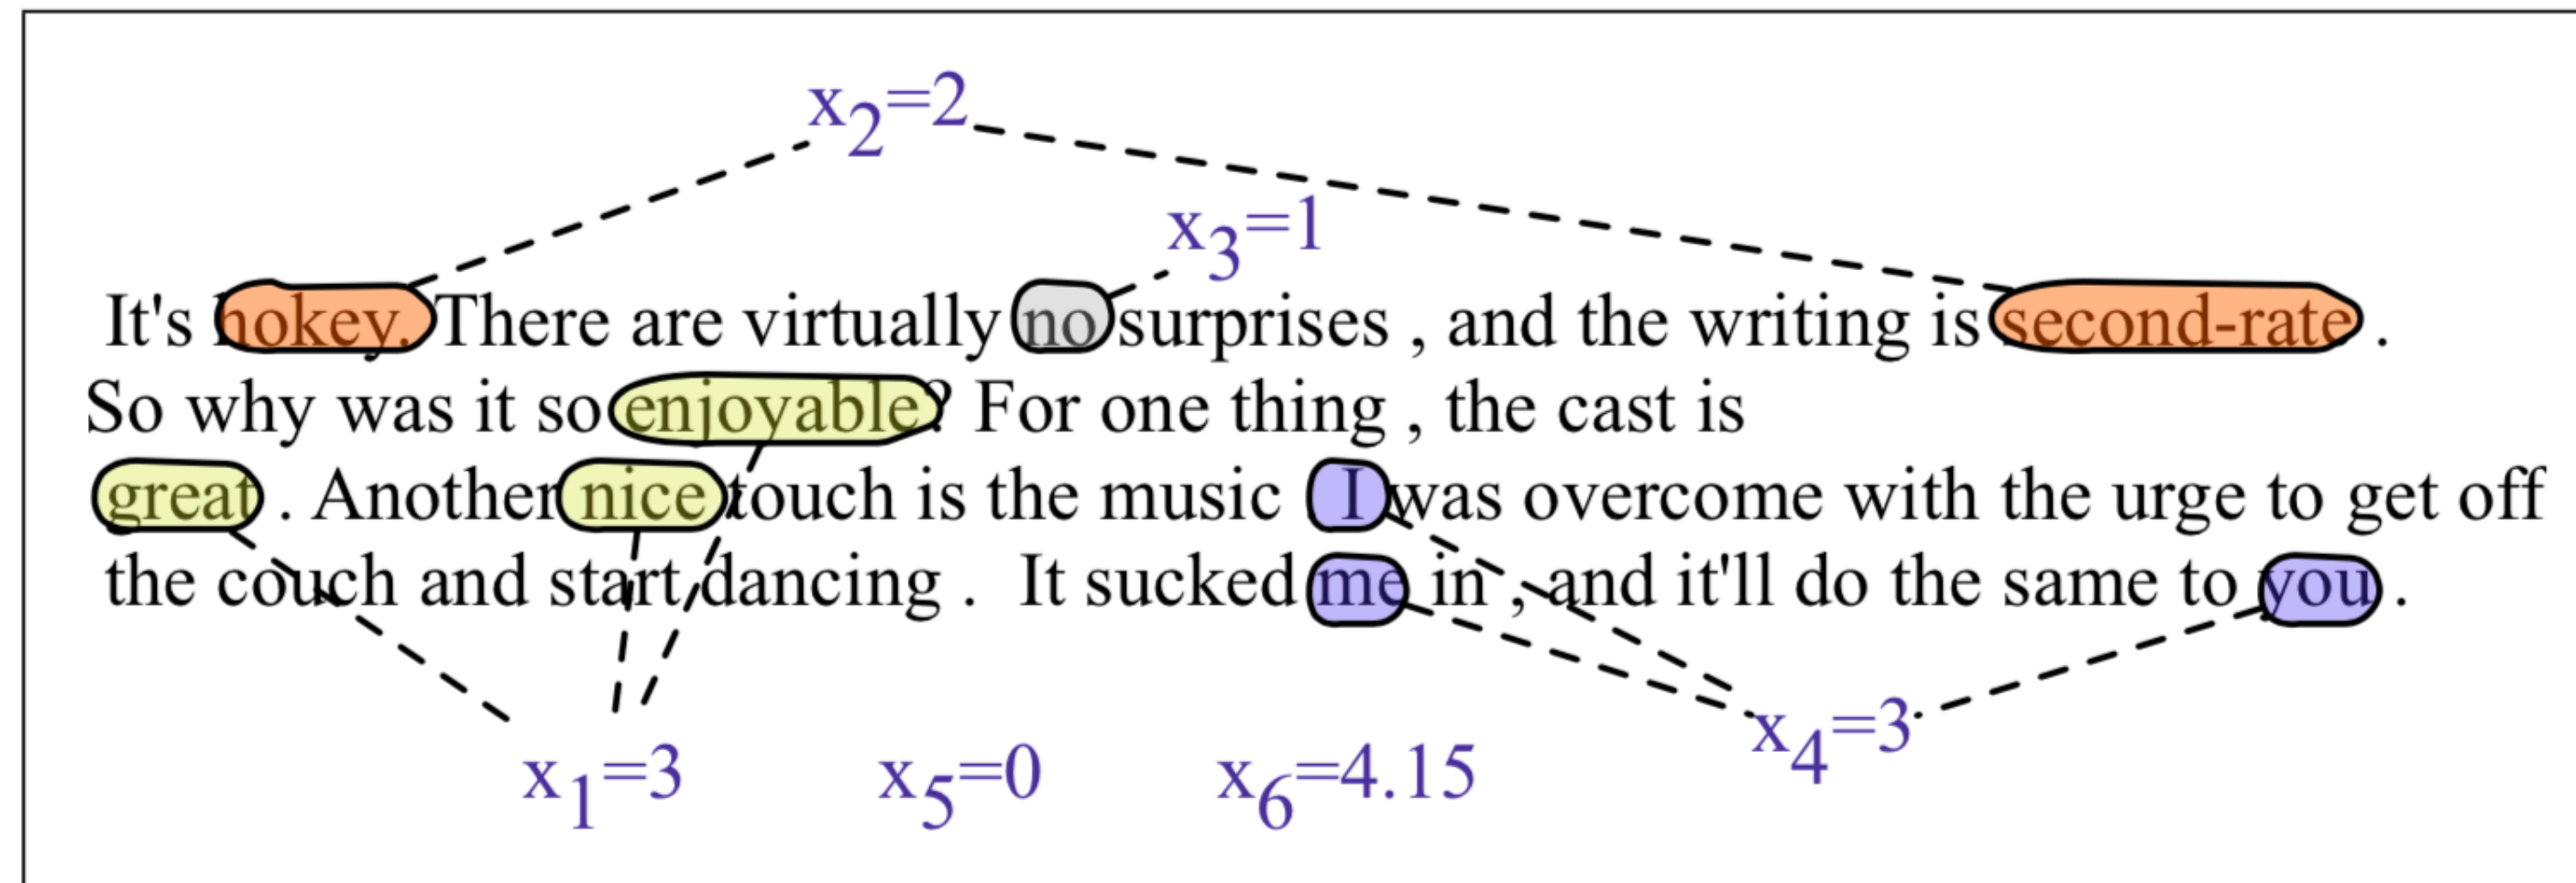 x2=2
x3=1
It's hokey. There are virtually no surprises , and the writing is second-rate .
So why was it so enjoyable? For one thing , the cast is
great . Another nice touch is the music I was overcome with the urge to get off
the couch and start dancing . It sucked me in , and it'll do the same to you .
x4=3
x1=3 x5=0 x6=4.15